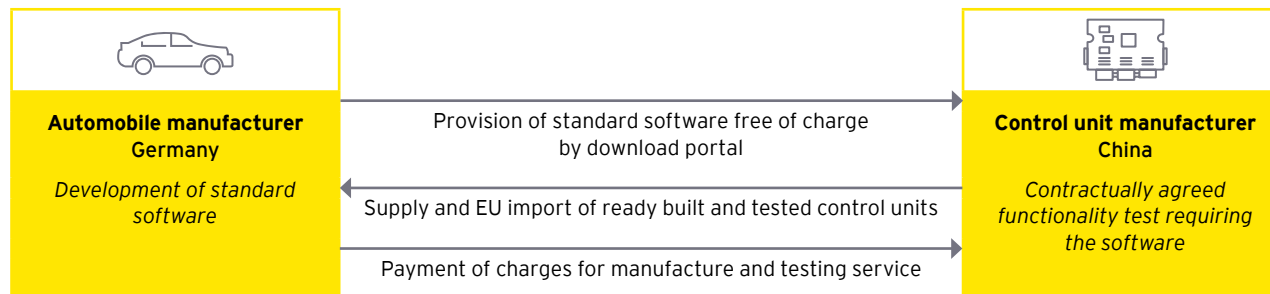 Automobile manufacturer
Germany
Development of standard
software
Provision of standard software free of charge
by download portal
Supply and EU import of ready built and tested control units
Payment of charges for manufacture and testing service
Control unit manufacturer
China
Contractually agreed
functionality test requiring
the software